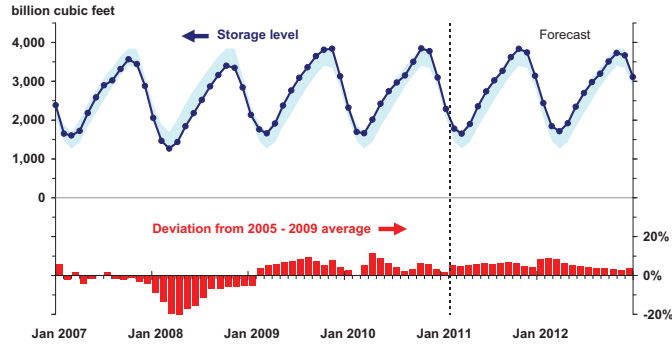 billion cubic feet
Storage level
Forecast
4,000
3,000
2,000
1,000
0
Deviation from 2005 - 2009 average
20%
0%
-20%
Jan 2007 Jan 2008 Jan 2009 Jan 2010 Jan 2011 Jan 2012